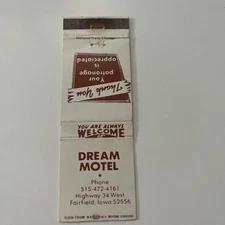 Thank You
Your
patronage
is
appreciated
YOU ARE ALWAYS
WELCOME
DREAM
MOTEL
Phone
515-472-4161
Highway 34 West
Fairfield, Iowa 52556